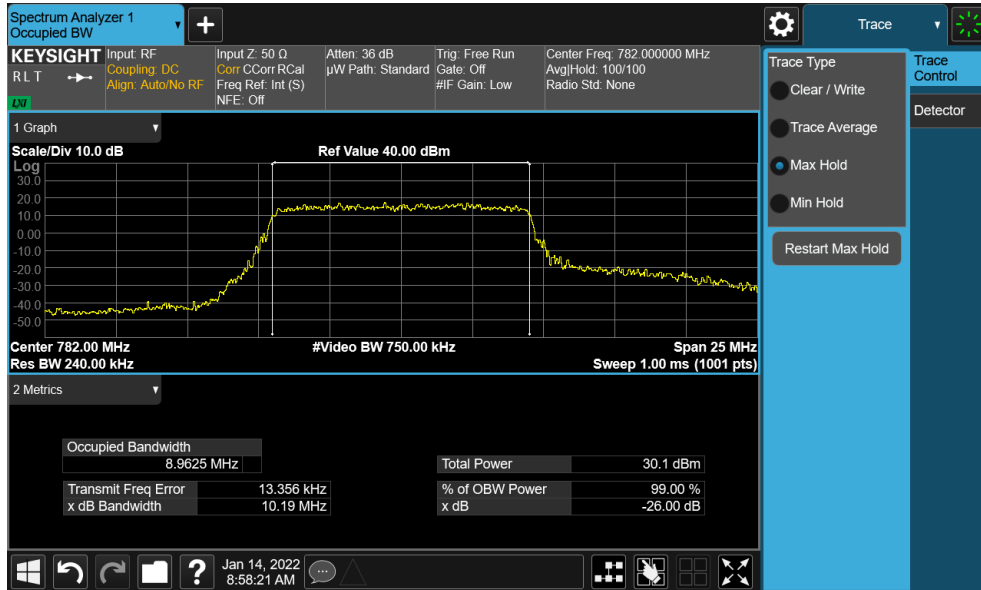 Spectrum Analyzer 1
Occupied BW
Trace
KEYSIGHT
R L T
LXI
Input: RF
Coupling: DC
Align: Auto/No RF
Input Z: 50 Ω
Corr CCorr RCal
Freq Ref: Int (S)
NFE: Off
Atten: 36 dB
µW Path: Standard
Trig: Free Run
Gate: Off
#IF Gain: Low
Center Freq: 782.000000 MHz
Avg|Hold: 100/100
Radio Std: None
Trace Type
Clear / Write
Trace Average
Max Hold
Min Hold
Restart Max Hold
Trace
Control
Detector
1 Graph
Scale/Div 10.0 dB
Ref Value 40.00 dBm
Log
30.0
20.0
10.0
0.00
-10.0
-20.0
-30.0
-40.0
-50.0
Center 782.00 MHz
#Video BW 750.00 kHz
Span 25 MHz
Res BW 240.00 kHz
Sweep 1.00 ms (1001 pts)
2 Metrics
Occupied Bandwidth
8.9625 MHz
Total Power 30.1 dBm
Transmit Freq Error 13.356 kHz
% of OBW Power 99.00 %
x dB Bandwidth 10.19 MHz
x dB -26.00 dB
?
Jan 14, 2022
8:58:21 AM